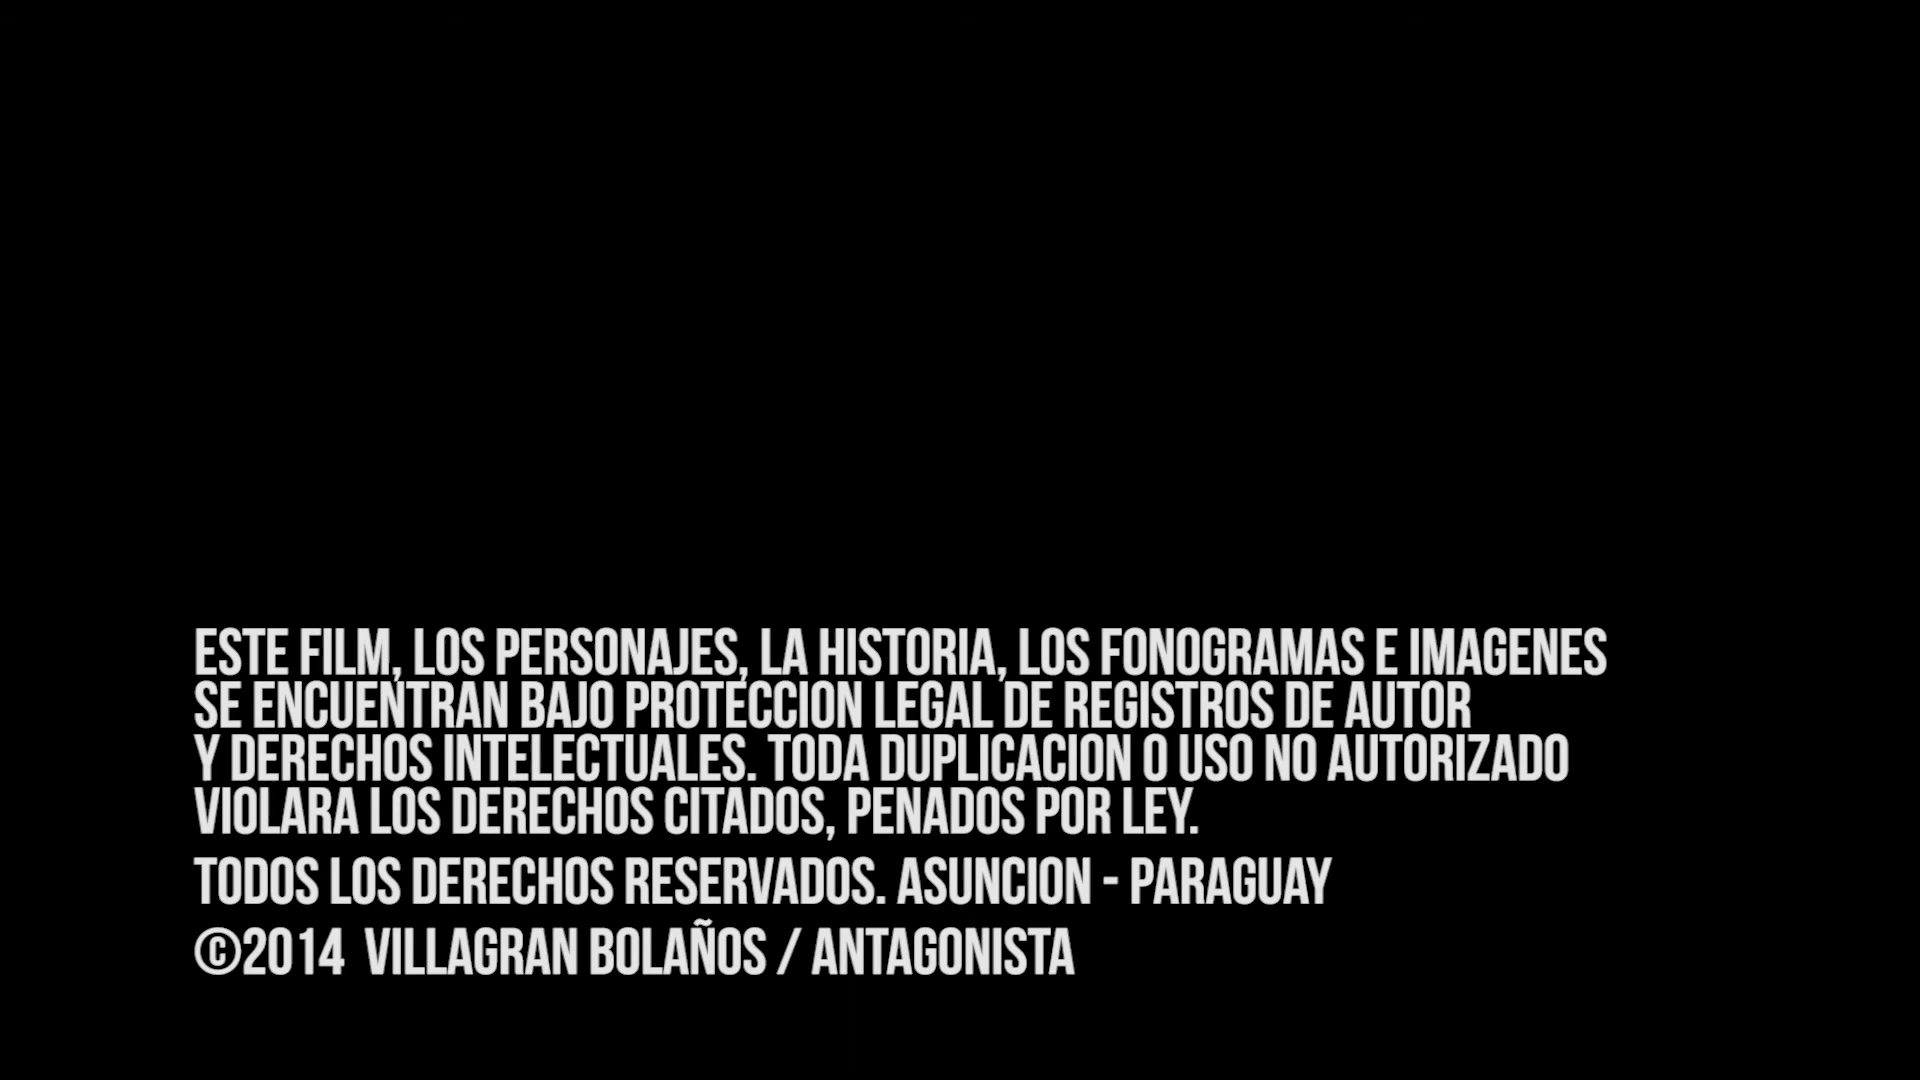 ESTE FILM, LOS PERSONAJES, LA HISTORIA, LOS FONOGRAMAS E IMAGENES
SE ENCUENTRAN BAJO PROTECCION LEGAL DE REGISTROS DE AUTOR
Y DERECHOS INTELECTUALES. TODA DUPLICACION O USO NO AUTORIZADO
VIOLARA LOS DERECHOS CITADOS, PENADOS POR LEY.
TODOS LOS DERECHOS RESERVADOS. ASUNCION - PARAGUAY
©2014 VILLAGRAN BOLAÑOS / ANTAGONISTA